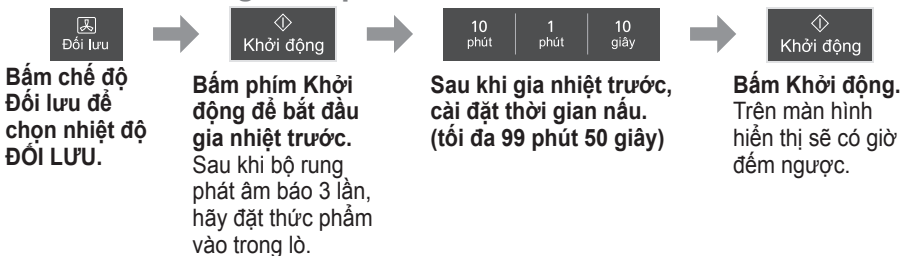 Đối lưu
Bấm chế độ
Đối lưu để
chọn nhiệt độ
ĐỐI LƯU.
Khởi động
Bấm phím Khởi
động để bắt đầu
gia nhiệt trước.
Sau khi bộ rung
phát âm báo 3 lần,
hãy đặt thức phẩm
vào trong lò.
10 phút
1 phút
10 giây
Sau khi gia nhiệt trước,
cài đặt thời gian nấu.
(tối đa 99 phút 50 giây)
Khởi động
Bấm Khởi động.
Trên màn hình
hiển thị sẽ có giờ
đếm ngược.